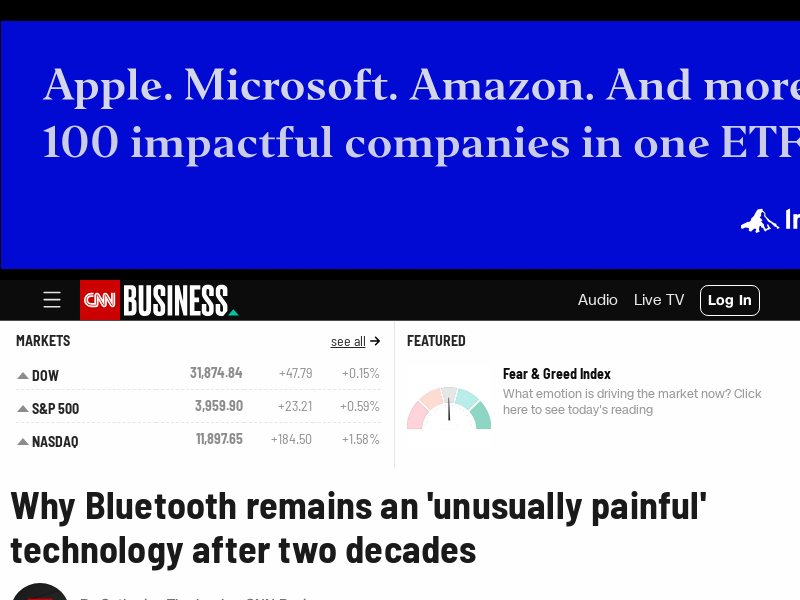 Apple. Microsoft. Amazon. And more
100 impactful companies in one ETF
CNN BUSINESS
Audio
Live TV
Log In
MARKETS
see all
DOW 31,874.84 +47.79 +0.15%
S&P 500 3,959.90 +23.21 +0.59%
NASDAQ 11,897.65 +184.50 +1.58%
FEATURED
Fear & Greed Index
What emotion is driving the market now? Click
here to see today's reading
Why Bluetooth remains an 'unusually painful'
technology after two decades